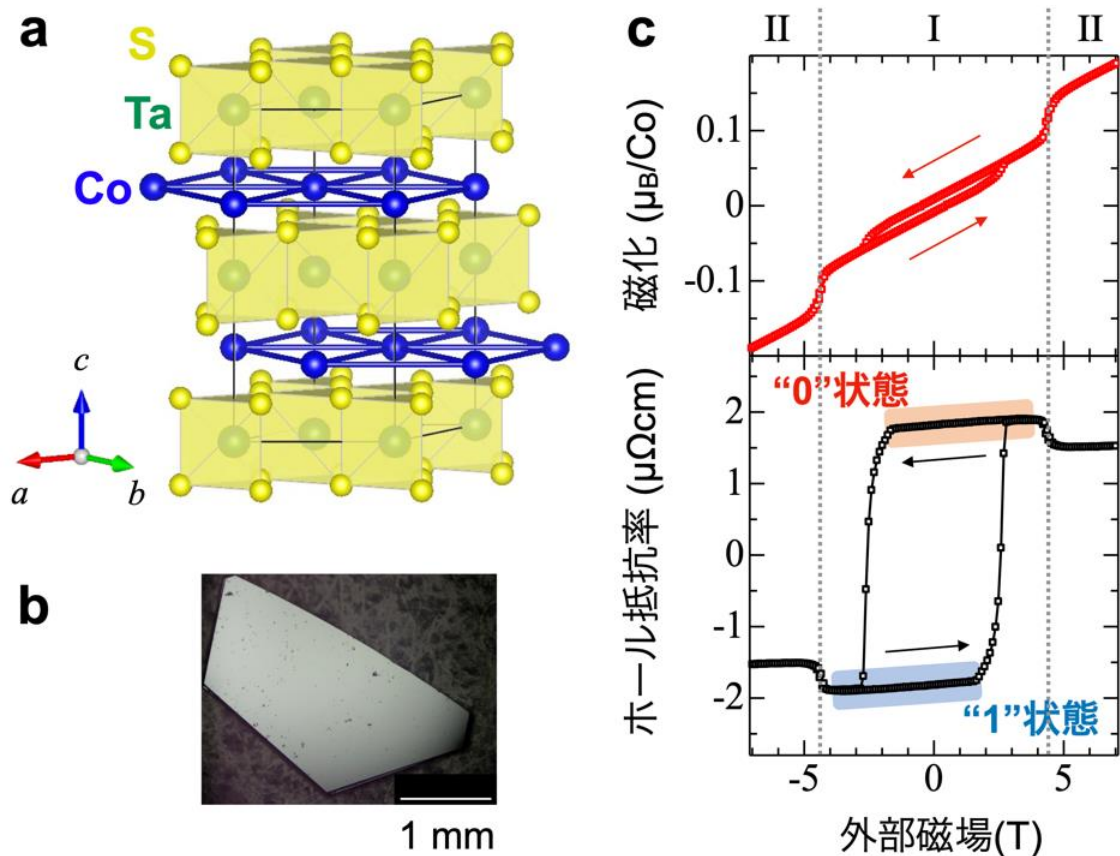 a
S
Ta
Co
c
a
b
b
1 mm
c
II I II
磁化 (μB/Co)
0.1
0
-0.1
ホール抵抗率 (μΩcm)
2
1
0
-1
-2
“0”状態
“1”状態
-5 0 5
外部磁場(T)